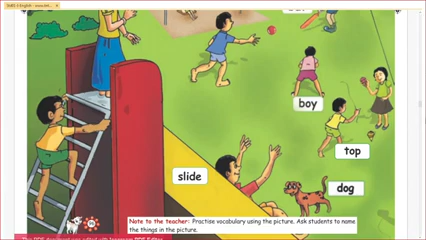 boy
top
slide
dog
Note to the teacher: Practise vocabulary using the picture. Ask students to name
the things in the picture.